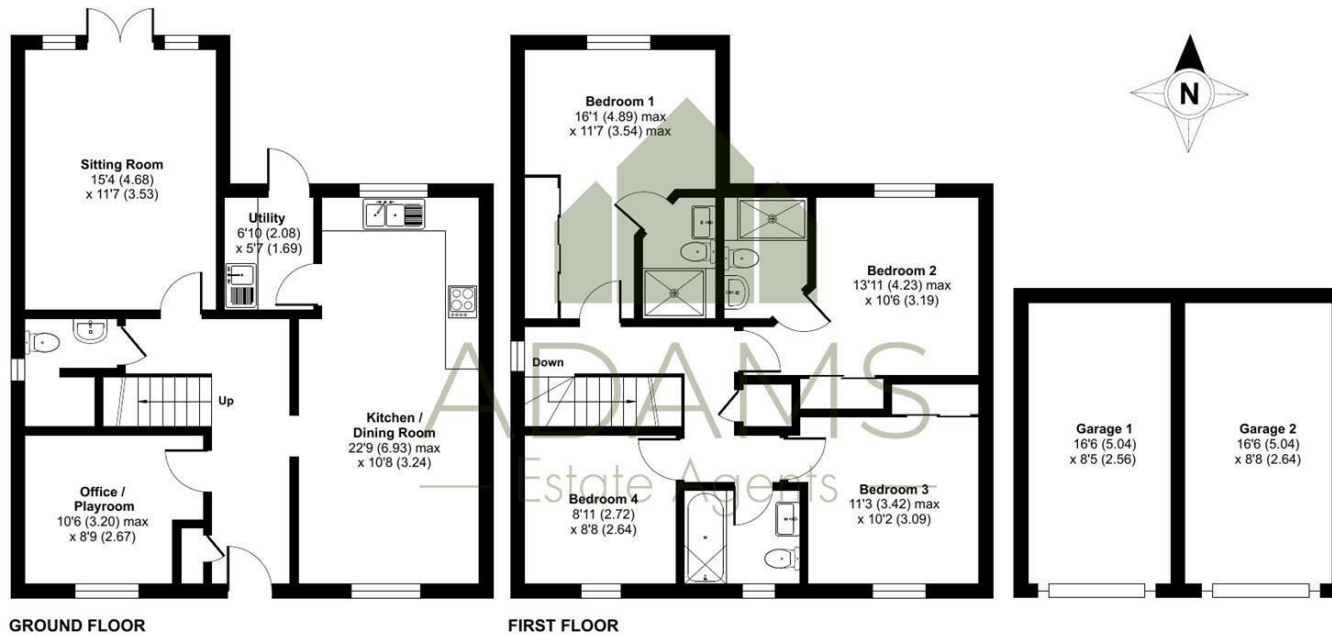 Sitting Room
15'4 (4.68)
x 11'7 (3.53)
Utility
6'10 (2.08)
x 5'7 (1.69)
Up
Kitchen /
Dining Room
22'9 (6.93) max
x 10'8 (3.24)
Office /
Playroom
10'6 (3.20) max
x 8'9 (2.67)
GROUND FLOOR
Bedroom 1
16'1 (4.89) max
x 11'7 (3.54) max
Bedroom 2
13'11 (4.23) max
x 10'6 (3.19)
Down
ADAMS
Estate Agents
Bedroom 4
8'11 (2.72)
x 8'8 (2.64)
Bedroom 3
11'3 (3.42) max
x 10'2 (3.09)
FIRST FLOOR
N
Garage 1
16'6 (5.04)
x 8'5 (2.56)
Garage 2
16'6 (5.04)
x 8'8 (2.64)